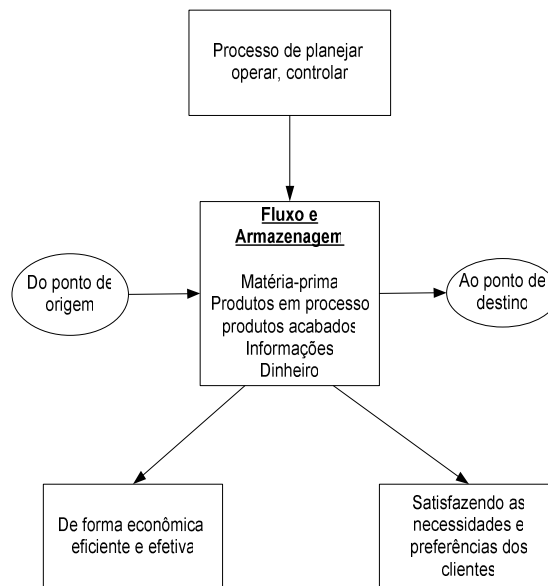 Processo de planejar
operar, controlar
Fluxo e
Armazenagem
Matéria-prima
Produtos em processo
produtos acabados
Informações
Dinheiro
Do ponto de
origem
Ao ponto de
destino
De forma econômica
eficiente e efetiva
Satisfazendo as
necessidades e
preferências dos
clientes